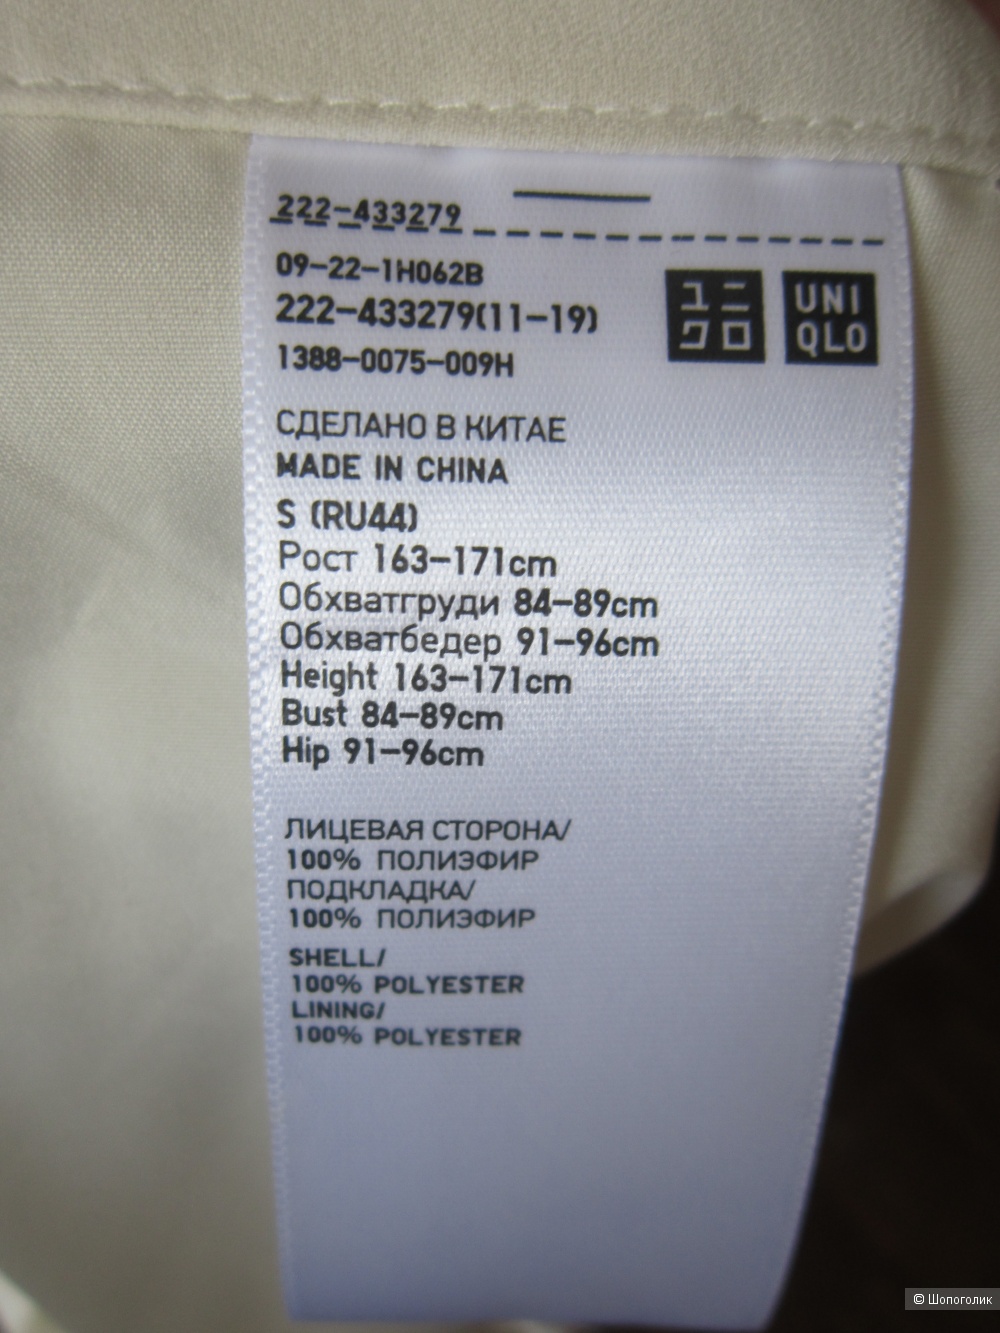 222-433279
09-22-1H062B
222-433279(11-19)
1388-0075-009H
ユニ
クロ
UNI
QLO
СДЕЛАНО В КИТАЕ
MADE IN CHINA
S (RU44)
Рост 163-171cm
Обхватгруди 84-89cm
Обхватбедер 91-96cm
Height 163-171cm
Bust 84-89cm
Hip 91-96cm
ЛИЦЕВАЯ СТОРОНА/
100% ПОЛИЭФИР
ПОДКЛАДКА/
100% ПОЛИЭФИР
SHELL/
100% POLYESTER
LINING/
100% POLYESTER
© Шопоголик